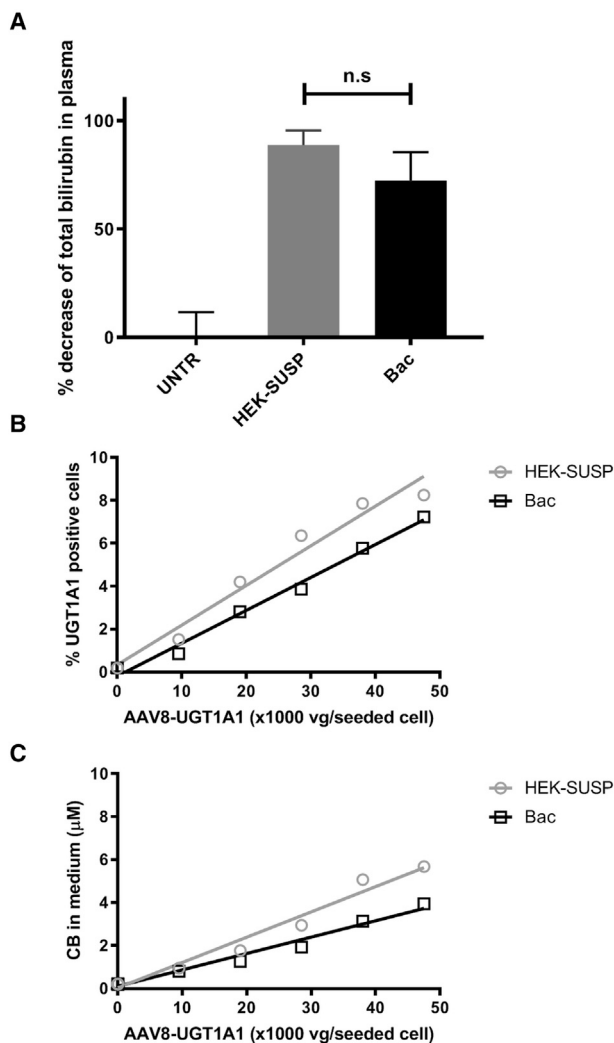 A
% decrease of total bilirubin in plasma
n.s
100
50
0
UNTR
HEK-SUSP
Bac
B
% UGT1A1 positive cells
10
8
6
4
2
0
0 10 20 30 40 50
AAV8-UGT1A1 (x1000 vg/seeded cell)
HEK-SUSP
Bac
C
CB in medium (μM)
10
8
6
4
2
0
0 10 20 30 40 50
AAV8-UGT1A1 (x1000 vg/seeded cell)
HEK-SUSP
Bac